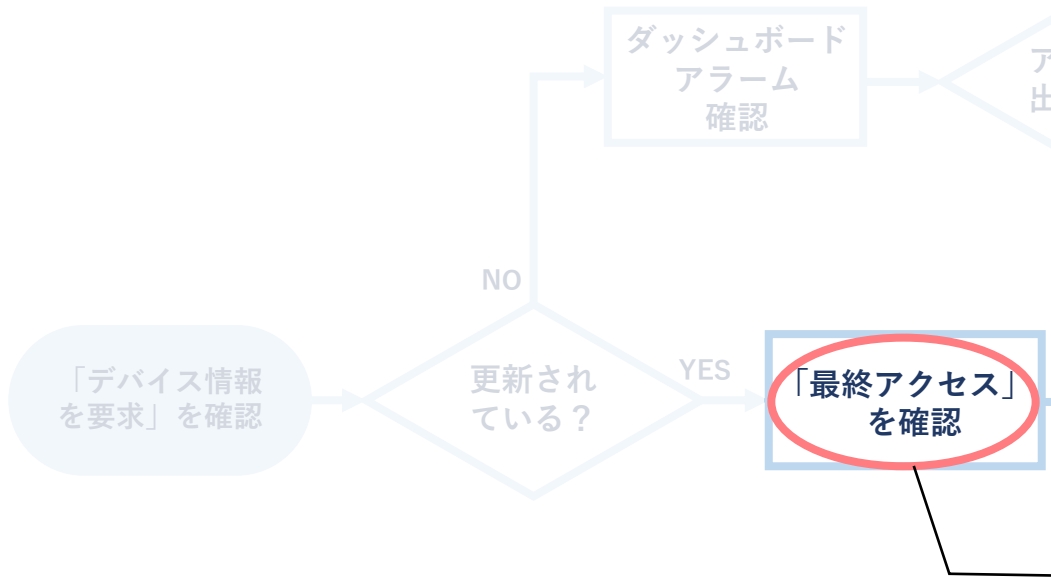 ダッシュボード
アラーム
確認
NO
「デバイス情報
を要求」を確認
更新され
ている？
YES
「最終アクセス」
を確認